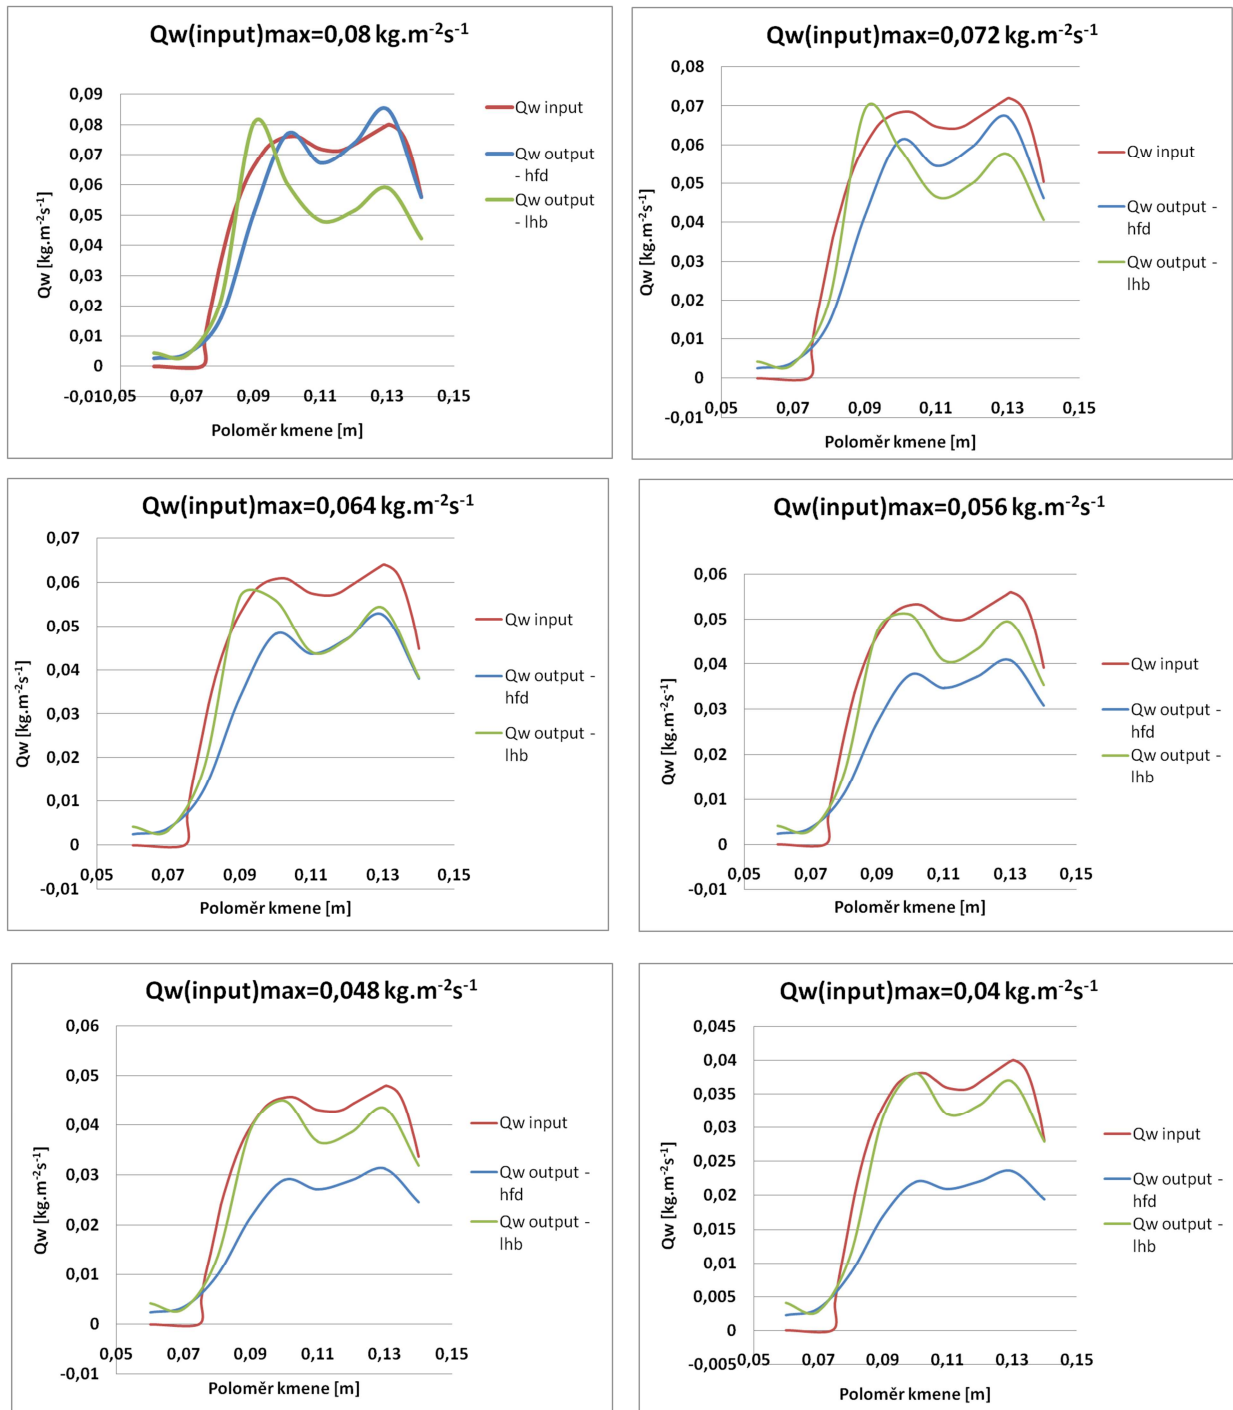 Qw(input)max=0,08 kg.m⁻²s⁻¹
0,09
0,08
0,07
0,06
0,05
0,04
0,03
0,02
0,01
0
-0,01
0,05 0,07 0,09 0,11 0,13 0,15
Qw [kg.m⁻²s⁻¹]
Poloměr kmene [m]
Qw input
Qw output
- hfd
Qw output
- lhb
Qw(input)max=0,072 kg.m⁻²s⁻¹
0,08
0,07
0,06
0,05
0,04
0,03
0,02
0,01
0
-0,01
0,05 0,07 0,09 0,11 0,13 0,15
Qw [kg.m⁻²s⁻¹]
Poloměr kmene [m]
Qw input
Qw output -
hfd
Qw output -
lhb
Qw(input)max=0,064 kg.m⁻²s⁻¹
0,07
0,06
0,05
0,04
0,03
0,02
0,01
0
-0,01
0,05 0,07 0,09 0,11 0,13 0,15
Qw [kg.m⁻²s⁻¹]
Poloměr kmene [m]
Qw input
Qw output -
hfd
Qw output -
lhb
Qw(input)max=0,056 kg.m⁻²s⁻¹
0,06
0,05
0,04
0,03
0,02
0,01
0
-0,01
0,05 0,07 0,09 0,11 0,13 0,15
Qw [kg.m⁻²s⁻¹]
Poloměr kmene [m]
Qw input
Qw output -
hfd
Qw output -
lhb
Qw(input)max=0,048 kg.m⁻²s⁻¹
0,06
0,05
0,04
0,03
0,02
0,01
0
-0,01
0,05 0,07 0,09 0,11 0,13 0,15
Qw [kg.m⁻²s⁻¹]
Poloměr kmene [m]
Qw input
Qw output -
hfd
Qw output -
lhb
Qw(input)max=0,04 kg.m⁻²s⁻¹
0,045
0,04
0,035
0,03
0,025
0,02
0,015
0,01
0,005
0
-0,005
0,05 0,07 0,09 0,11 0,13 0,15
Qw [kg.m⁻²s⁻¹]
Poloměr kmene [m]
Qw input
Qw output -
hfd
Qw output -
lhb